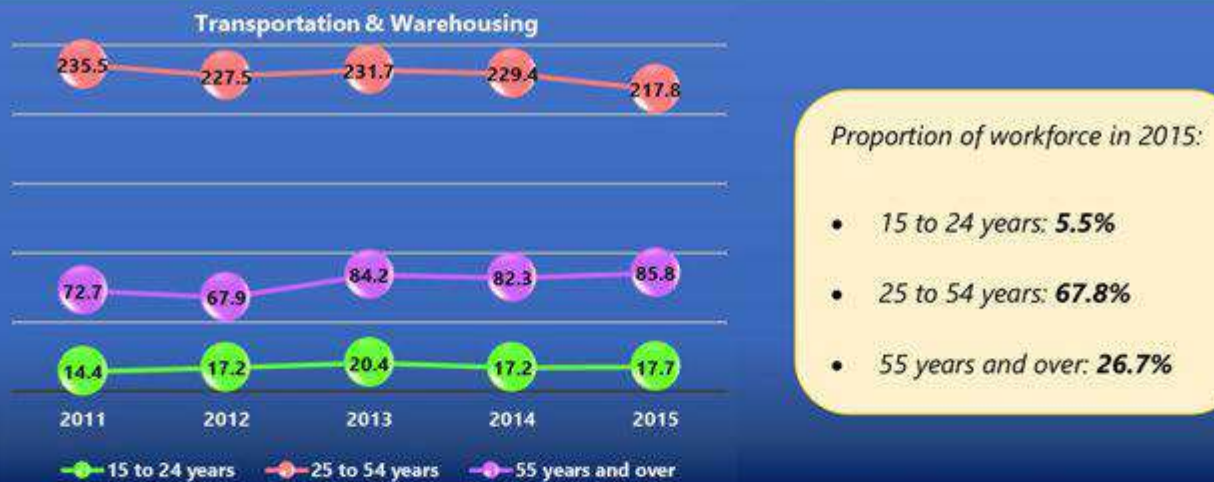 Transportation & Warehousing
235.5 227.5 231.7 229.4 217.8
72.7 67.9 84.2 82.3 85.8
14.4 17.2 20.4 17.2 17.7
2011 2012 2013 2014 2015
15 to 24 years 25 to 54 years 55 years and over
Proportion of workforce in 2015:
• 15 to 24 years: 5.5%
• 25 to 54 years: 67.8%
• 55 years and over: 26.7%